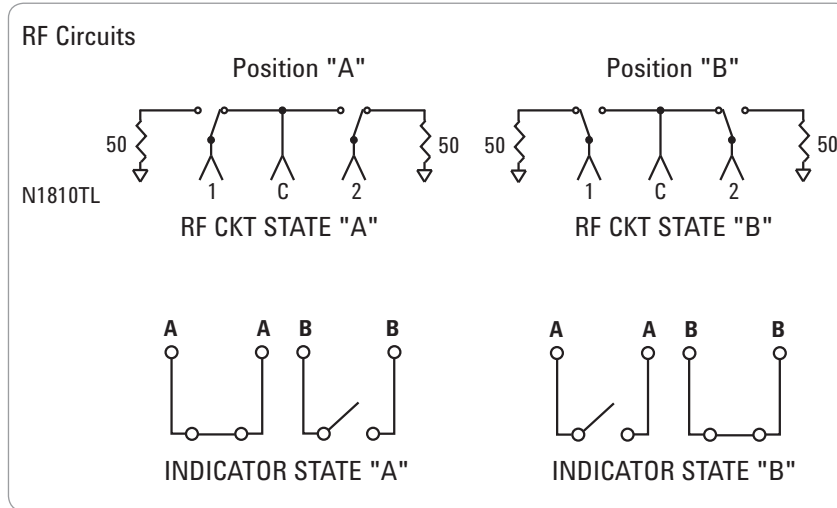 RF Circuits
Position "A" Position "B"
50 50 50 50
N1810TL 1 C 2 1 C 2
RF CKT STATE "A" RF CKT STATE "B"
A A B B A A B B
INDICATOR STATE "A" INDICATOR STATE "B"